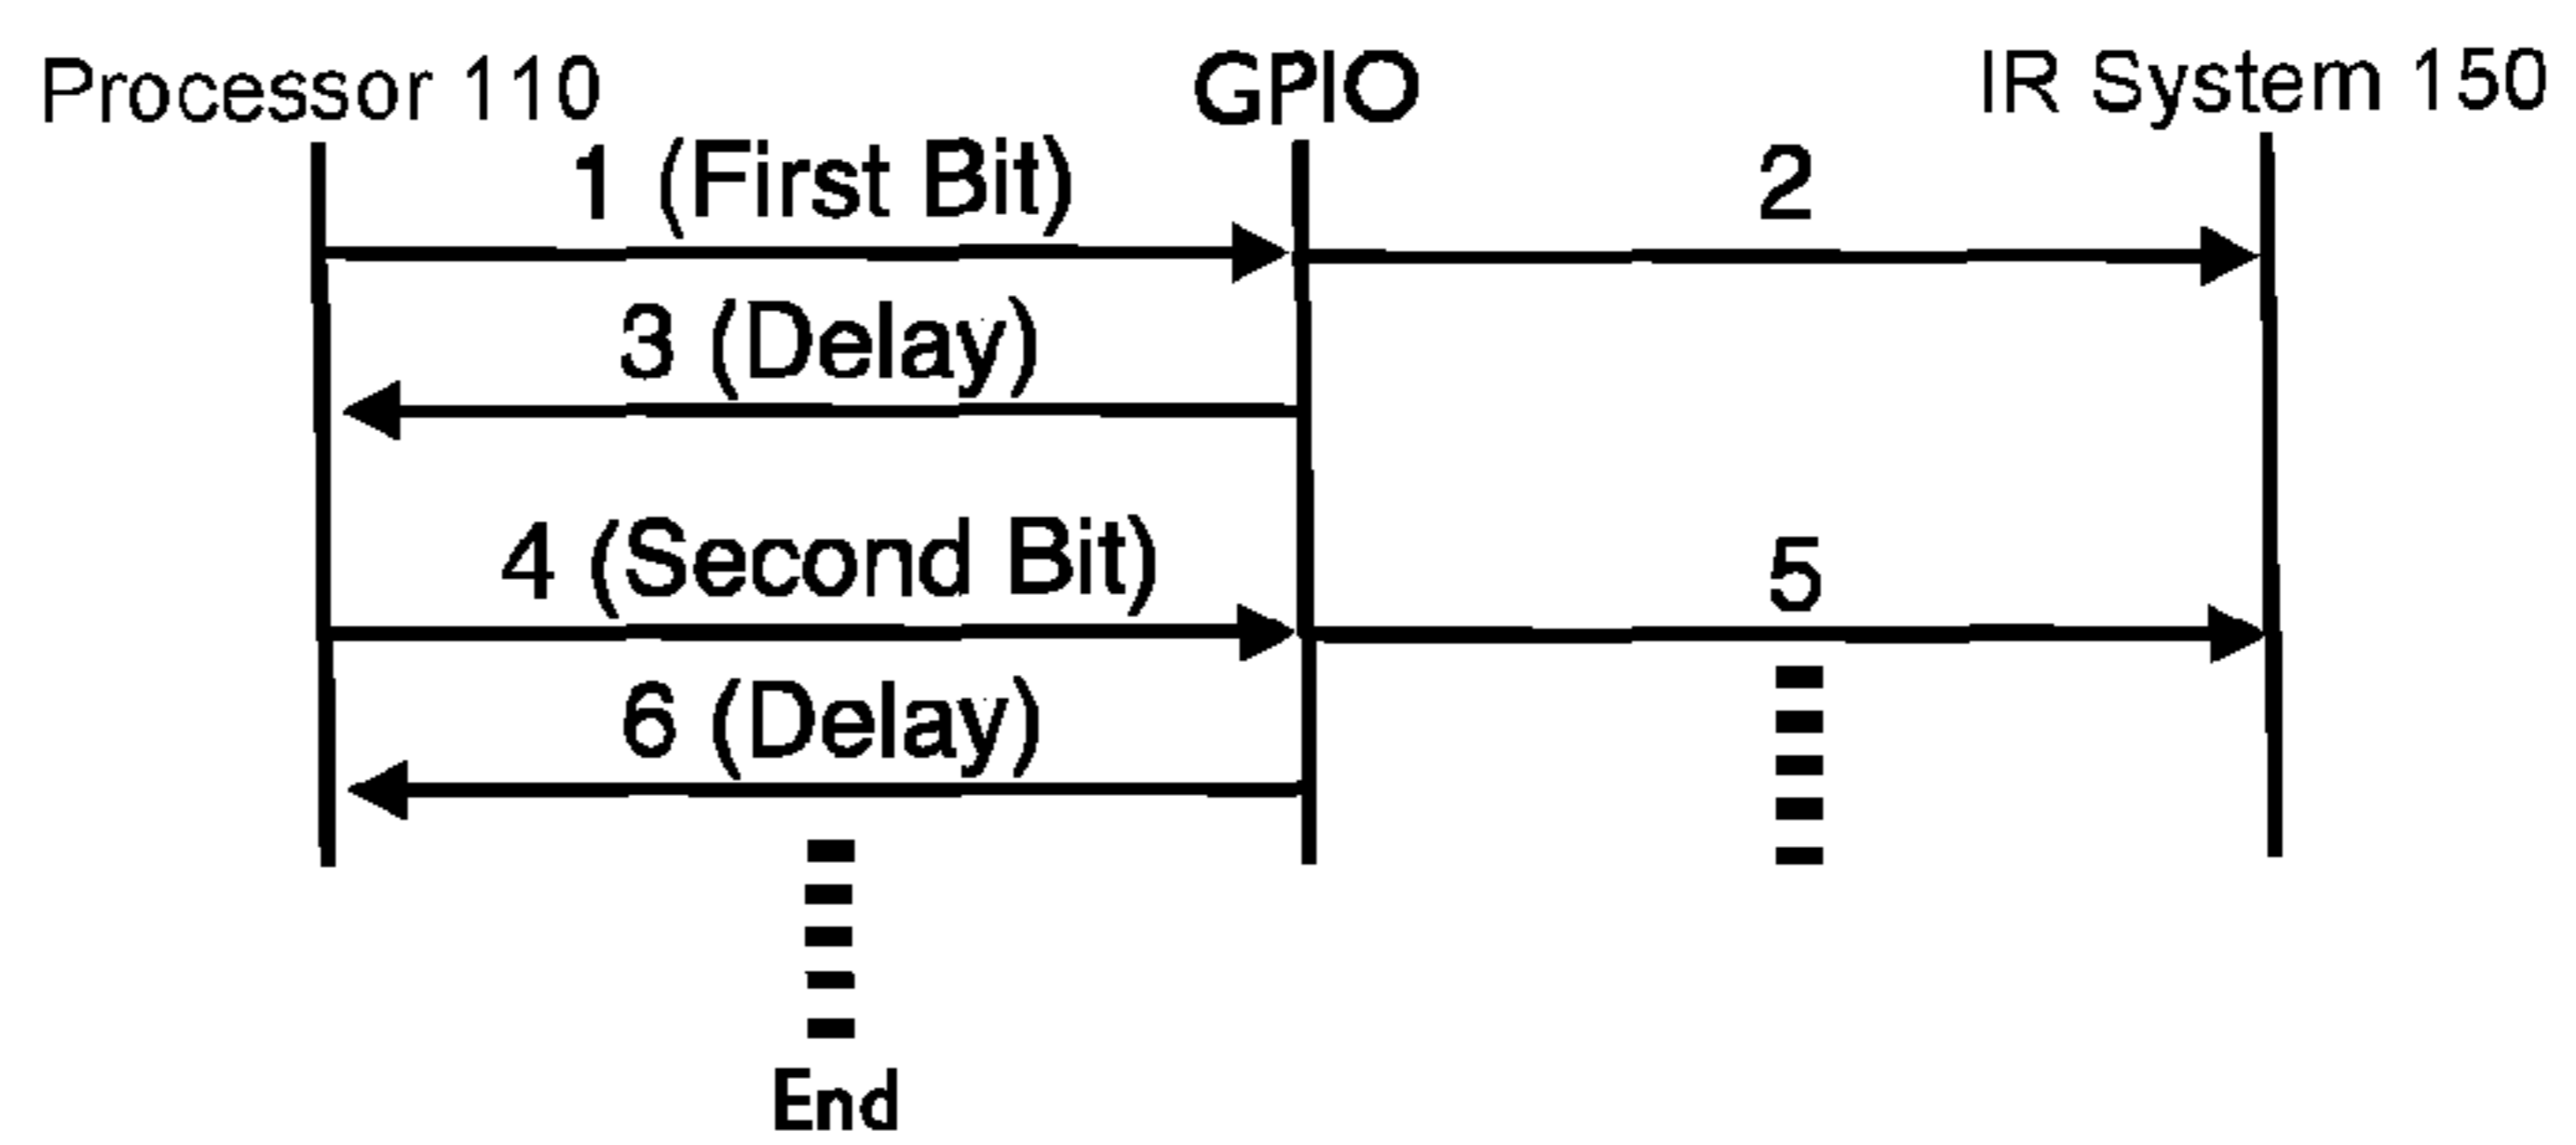 Processor 110 GPIO IR System 150
1 (First Bit) 2
3 (Delay)
4 (Second Bit) 5
6 (Delay)
End